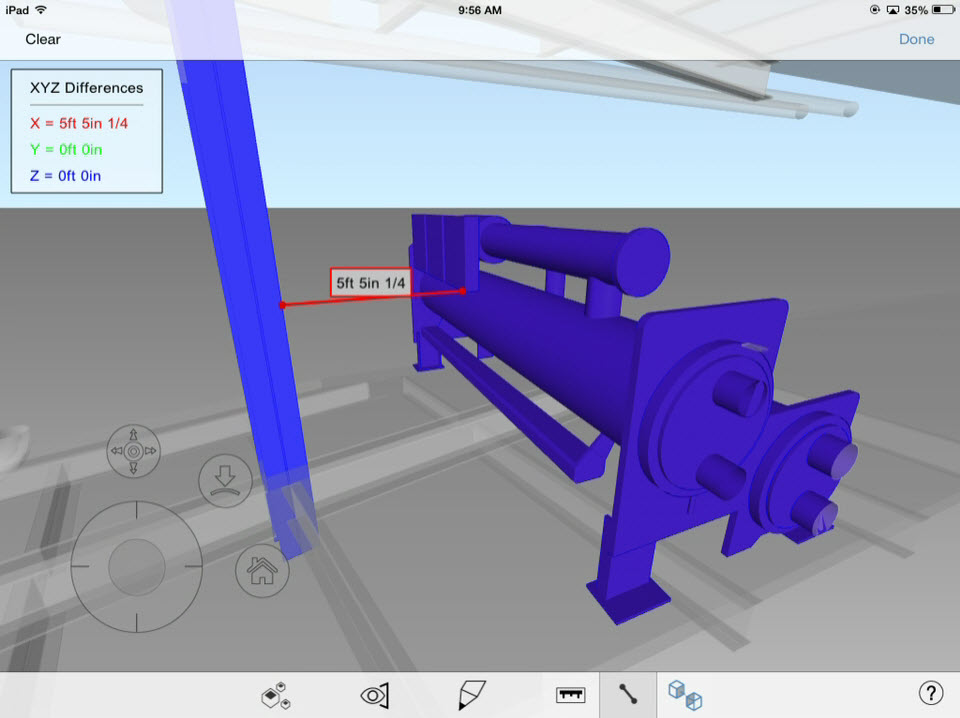 iPad 9:56 AM 35%
Clear Done
XYZ Differences
X = 5ft 5in 1/4
Y = 0ft 0in
Z = 0ft 0in
5ft 5in 1/4
?